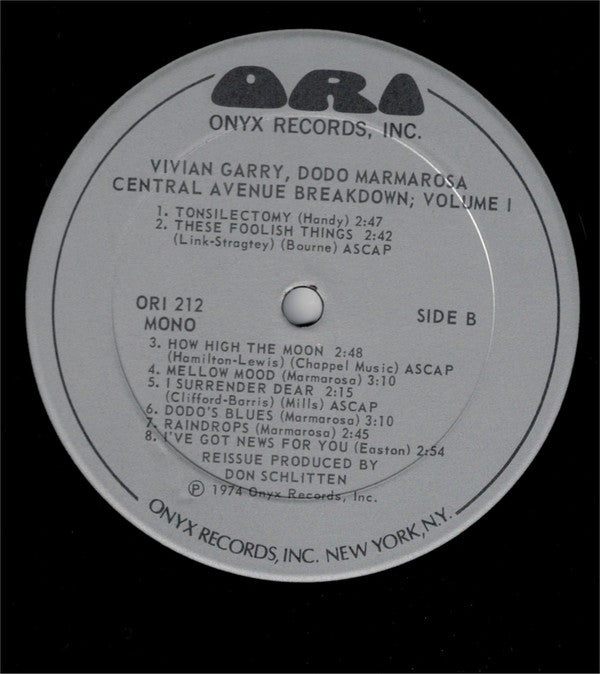 ORI
ONYX RECORDS, INC.
VIVIAN GARRY, DODO MARMAROSA
CENTRAL AVENUE BREAKDOWN; VOLUME I
1. TONSILECTOMY (Handy) 2:47
2. THESE FOOLISH THINGS 2:42
(Link-Stragtey) (Bourne) ASCAP
ORI 212
MONO
SIDE B
3. HOW HIGH THE MOON 2:48
(Hamilton-Lewis) (Chappel Music) ASCAP
4. MELLOW MOOD (Marmarosa) 3:10
5. I SURRENDER DEAR 2:15
(Clifford-Barris) (Mills) ASCAP
6. DODO'S BLUES (Marmarosa) 3:10
7. RAINDROPS (Marmarosa) 2:45
8. I'VE GOT NEWS FOR YOU (Easton) 2:54
REISSUE PRODUCED BY
DON SCHLITTEN
Ⓟ 1974 Onyx Records, Inc.
ONYX RECORDS, INC. NEW YORK, N.Y.